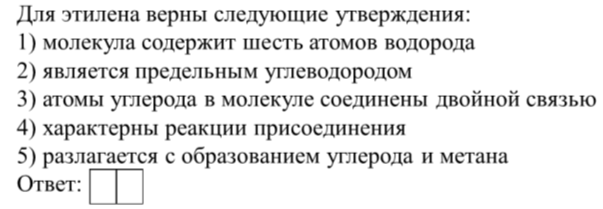 Для этилена верны следующие утверждения:
1) молекула содержит шесть атомов водорода
2) является предельным углеводородом
3) атомы углерода в молекуле соединены двойной связью
4) характерны реакции присоединения
5) разлагается с образованием углерода и метана
Ответ: